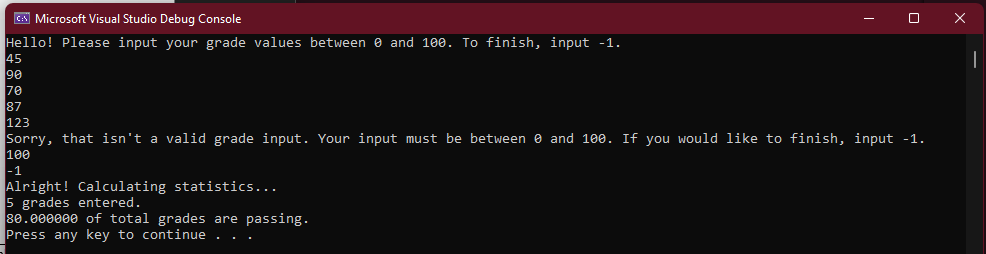 Microsoft Visual Studio Debug Console
Hello! Please input your grade values between 0 and 100. To finish, input -1.
45
90
70
87
123
Sorry, that isn't a valid grade input. Your input must be between 0 and 100. If you would like to finish, input -1.
100
-1
Alright! Calculating statistics...
5 grades entered.
80.000000 of total grades are passing.
Press any key to continue . . .